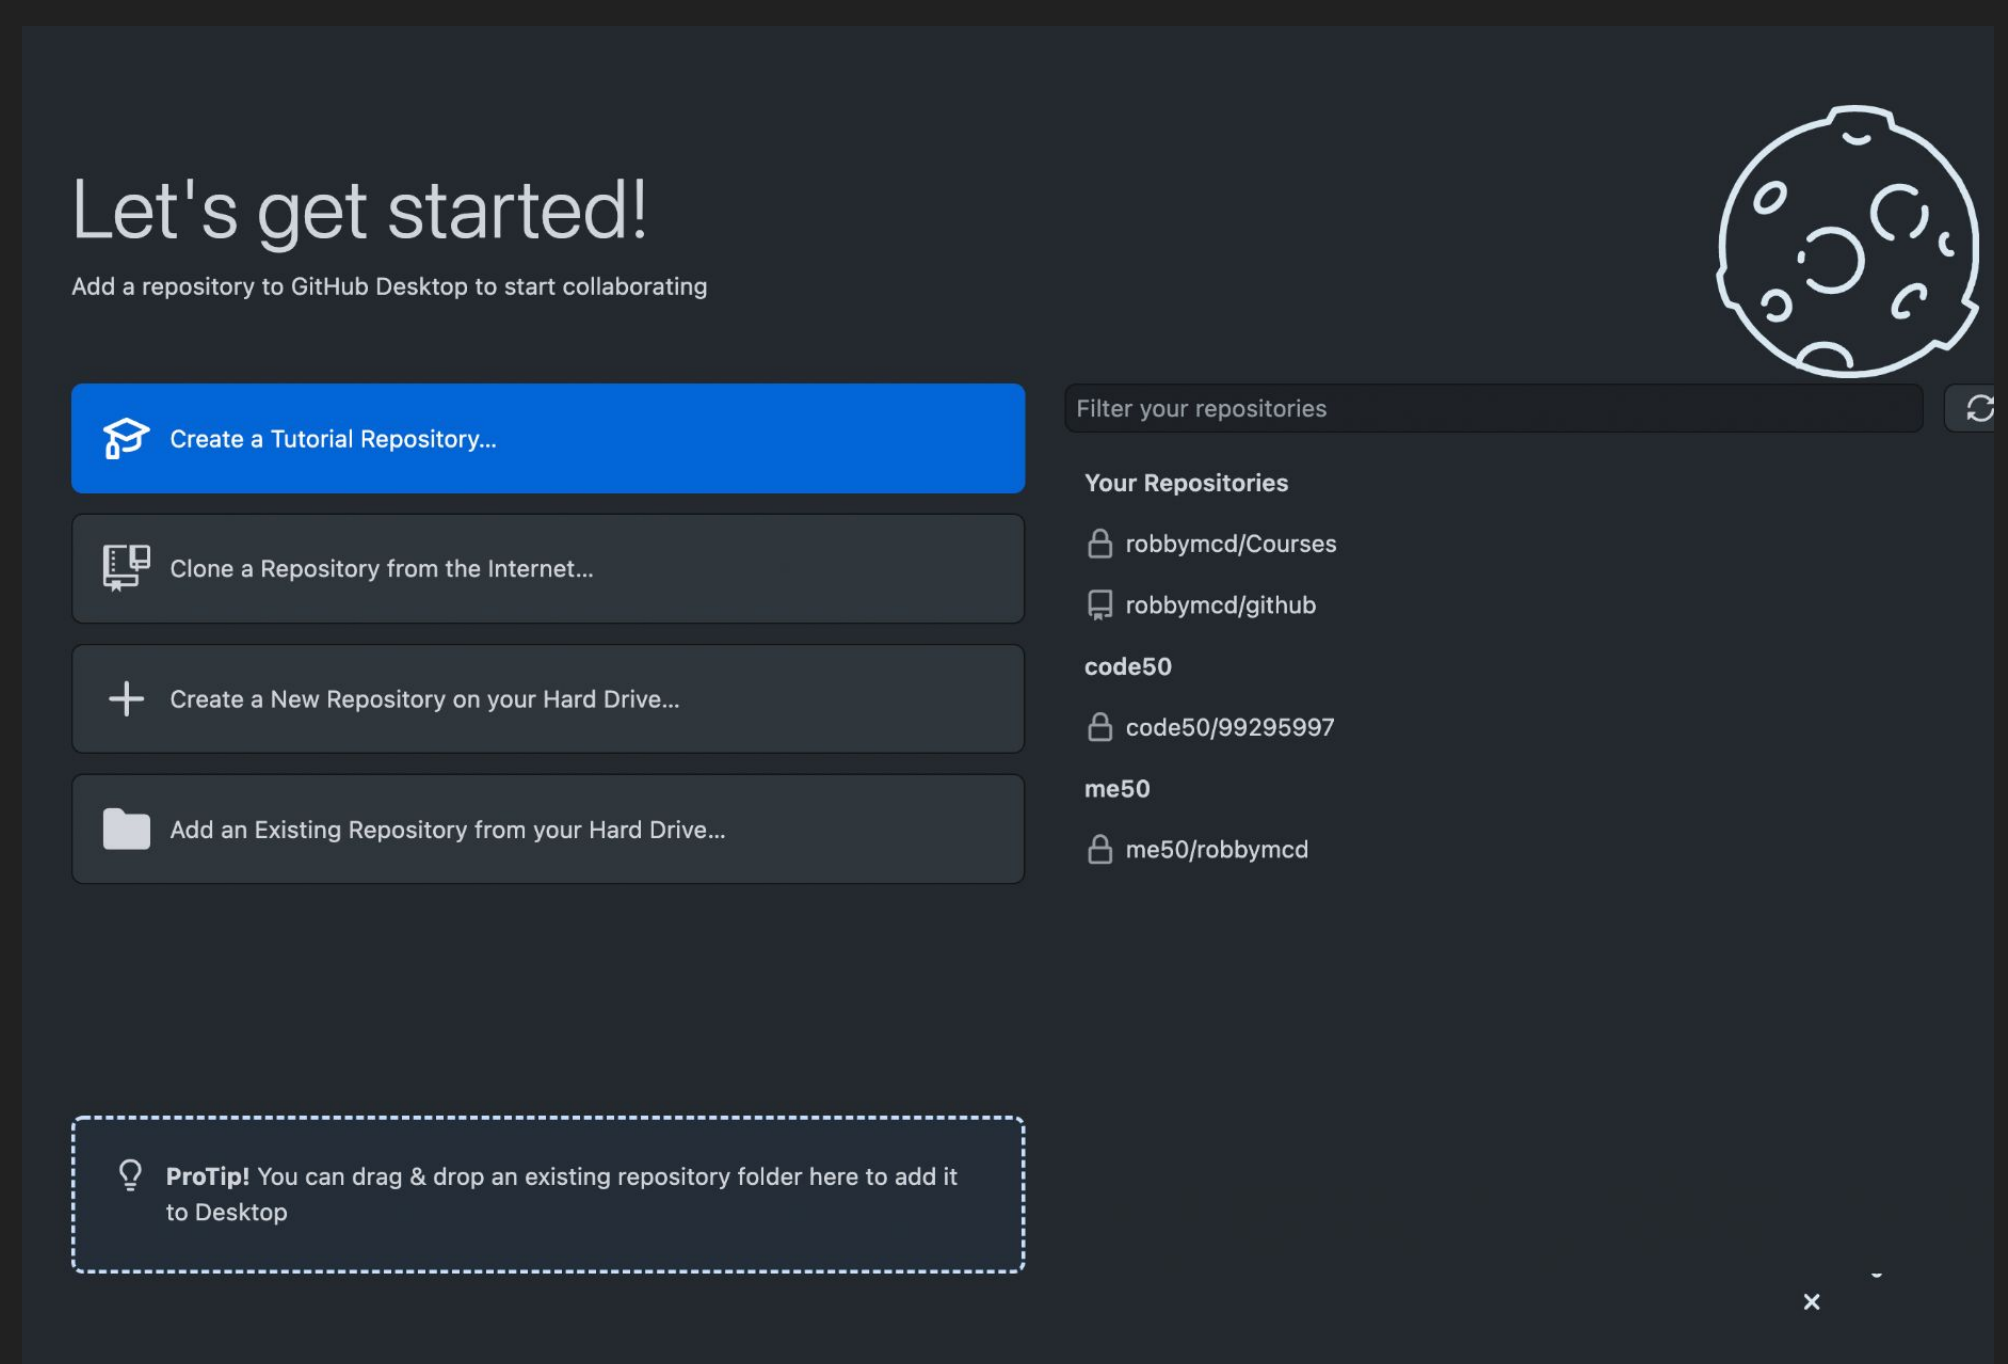 Let's get started!
Add a repository to GitHub Desktop to start collaborating
Create a Tutorial Repository...
Clone a Repository from the Internet...
Create a New Repository on your Hard Drive...
Add an Existing Repository from your Hard Drive...
ProTip! You can drag & drop an existing repository folder here to add it
to Desktop
Filter your repositories
Your Repositories
robbymcd/Courses
robbymcd/github
code50
code50/99295997
me50
me50/robbymcd